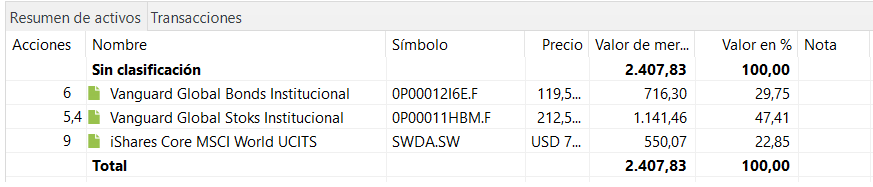 Resumen de activos Transacciones
Acciones Nombre Símbolo Precio Valor de mer... Valor en % Nota
Sin clasificación 2.407,83 100,00
6 Vanguard Global Bonds Institucional 0P00012I6E.F 119,5... 716,30 29,75
5,4 Vanguard Global Stoks Institucional 0P00011HBM.F 212,5... 1.141,46 47,41
9 iShares Core MSCI World UCITS SWDA.SW USD 7... 550,07 22,85
Total 2.407,83 100,00